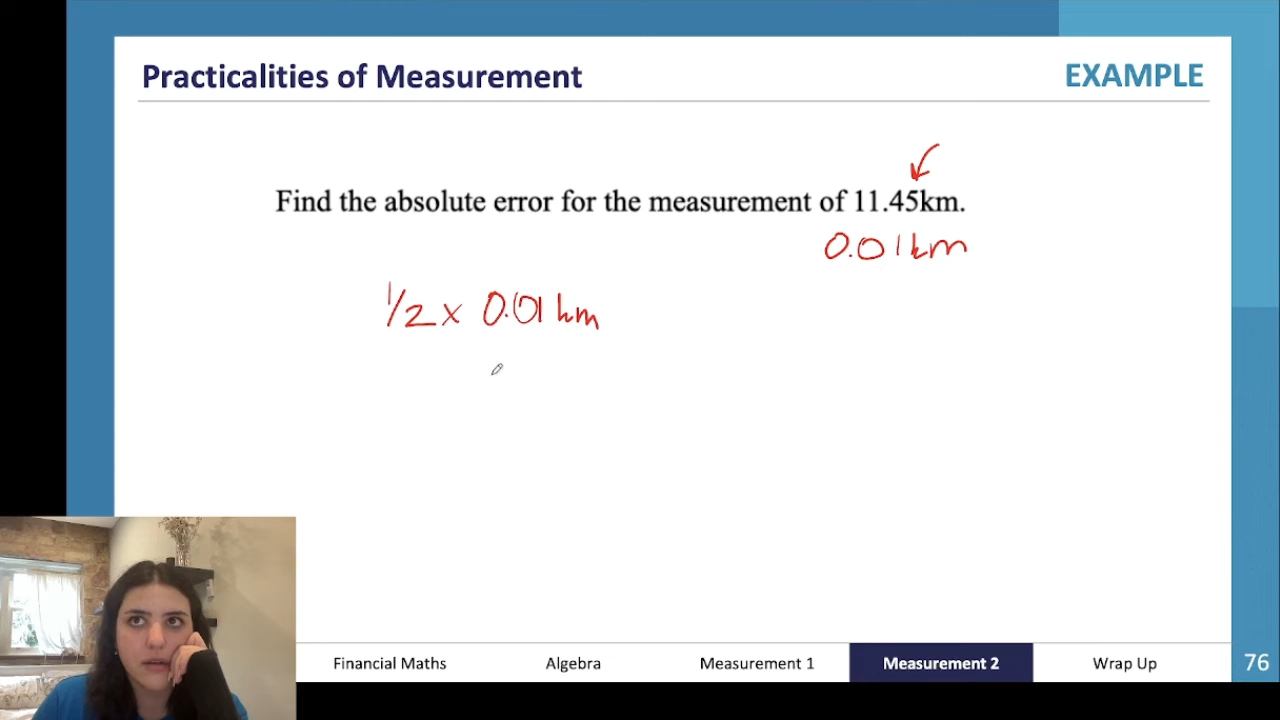 Practicalities of Measurement
EXAMPLE
Find the absolute error for the measurement of 11.45km.
0.01km
1/2 x 0.01 km
Financial Maths
Algebra
Measurement 1
Measurement 2
Wrap Up
76